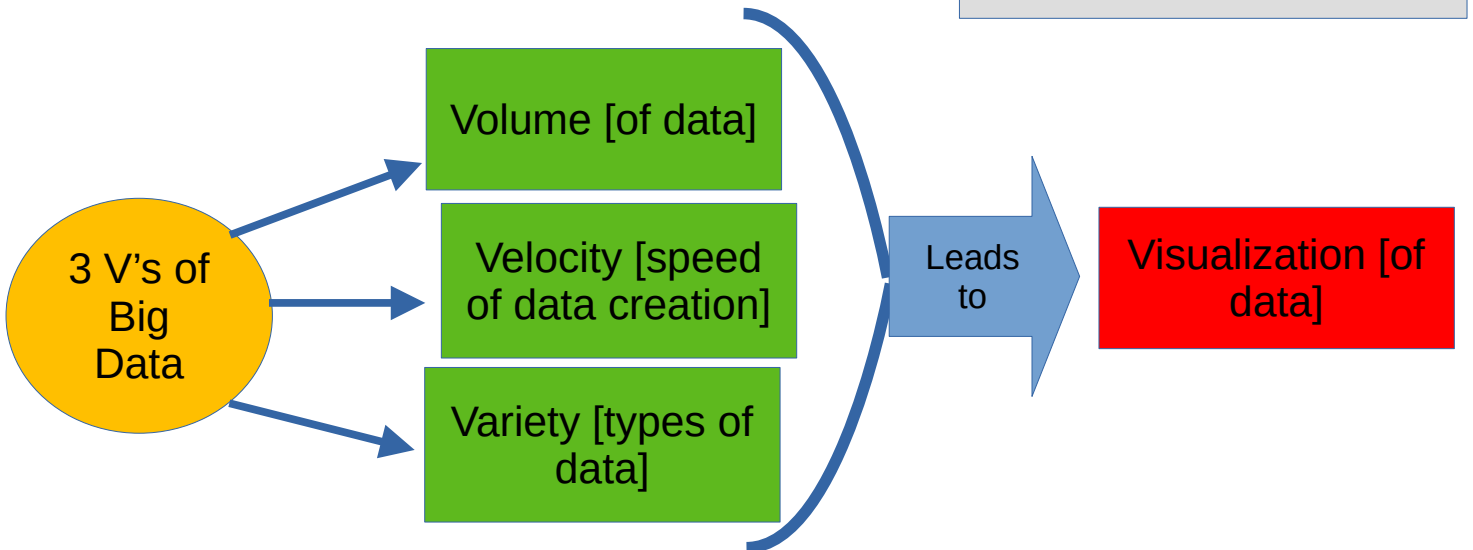 3 V’s of
Big
Data
Volume [of data]
Velocity [speed
of data creation]
Variety [types of
data]
Leads
to
Visualization [of
data]